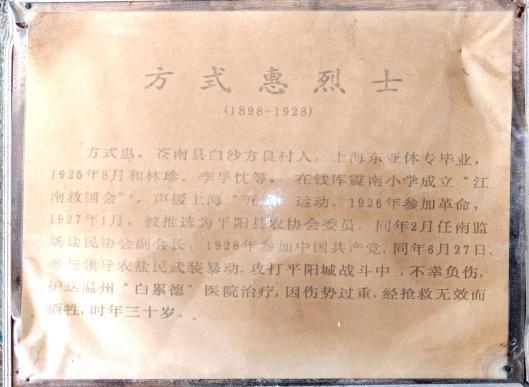 方式惠烈士
(1898-1928)
方式惠，苍南县白沙方良村人，上海东亚体专毕业，
1925年8月和林珍、李孚忱等，在钱库震南小学成立“江
南救国会”，声援上海“五 ”运动、1926年参加革命，
1927年1月，被推选为平阳县农协会委员，同年2月任南监
场盐民协会副会长，1928年参加中国共产党，同年6月27日，
参与领导农盐民武装暴动，攻打平阳城战斗中，不幸负伤，
护送温州“白累德”医院治疗，因伤势过重，经抢救无效而
牺牲，时年三十岁。